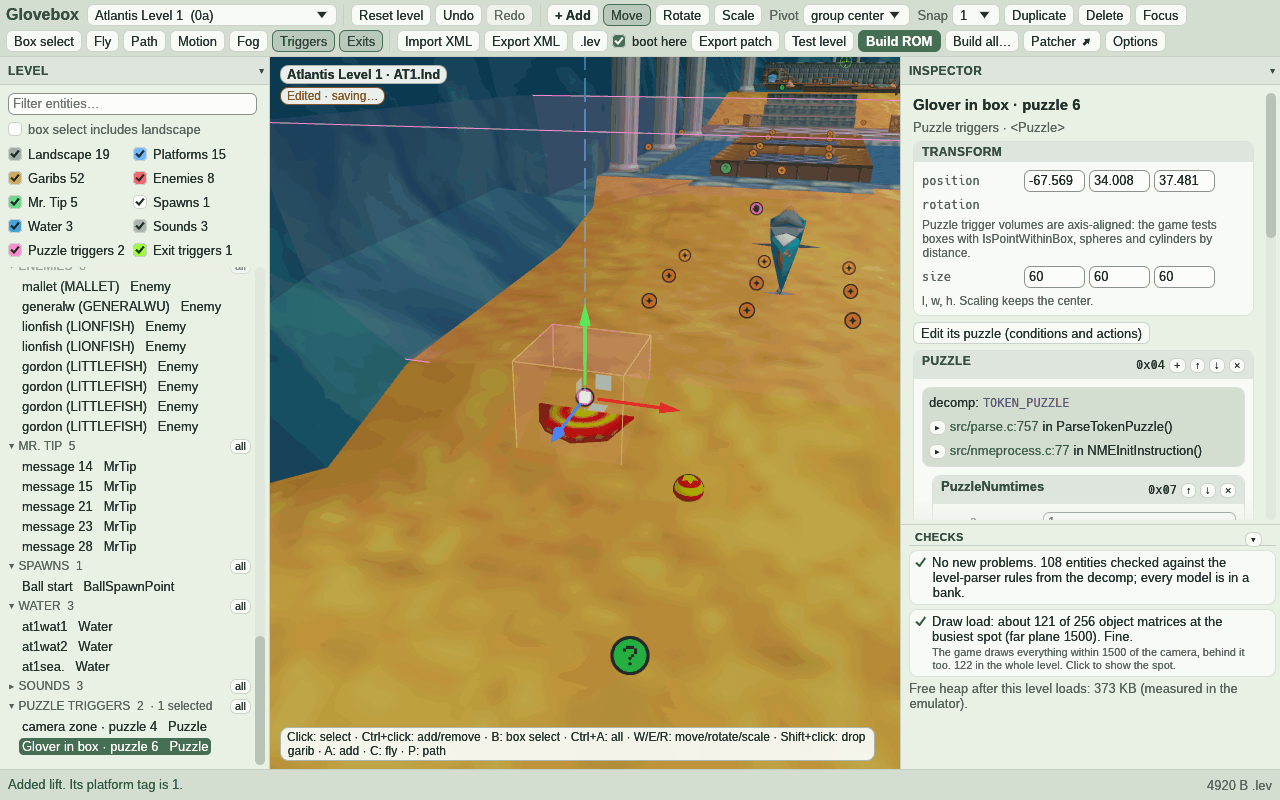 Glovebox
Atlantis Level 1 (0a)
Reset level
Undo
Redo
+ Add
Move
Rotate
Scale
Pivot
group center
Snap
1
Duplicate
Delete
Focus
Box select
Fly
Path
Motion
Fog
Triggers
Exits
Import XML
Export XML
.lev
boot here
Export patch
Test level
Build ROM
Build all…
Patcher
Options
LEVEL
Filter entities…
box select includes landscape
Landscape 19
Platforms 15
Garibs 52
Enemies 8
Mr. Tip 5
Spawns 1
Water 3
Sounds 3
Puzzle triggers 2
Exit triggers 1
all
mallet (MALLET) Enemy
generalw (GENERALWU) Enemy
lionfish (LIONFISH) Enemy
lionfish (LIONFISH) Enemy
gordon (LITTLEFISH) Enemy
gordon (LITTLEFISH) Enemy
gordon (LITTLEFISH) Enemy
gordon (LITTLEFISH) Enemy
MR. TIP 5
all
message 14 MrTip
message 15 MrTip
message 21 MrTip
message 23 MrTip
message 28 MrTip
SPAWNS 1
all
Ball start BallSpawnPoint
WATER 3
all
at1wat1 Water
at1wat2 Water
at1sea. Water
SOUNDS 3
all
PUZZLE TRIGGERS 2 · 1 selected
all
camera zone · puzzle 4 Puzzle
Glover in box · puzzle 6 Puzzle
Atlantis Level 1 · AT1.lnd
Edited · saving…
?
Click: select · Ctrl+click: add/remove · B: box select · Ctrl+A: all · W/E/R: move/rotate/scale · Shift+click: drop
garib · A: add · C: fly · P: path
INSPECTOR
Glover in box · puzzle 6
Puzzle triggers · <Puzzle>
TRANSFORM
position
-67.569
34.008
37.481
rotation
Puzzle trigger volumes are axis-aligned: the game tests
boxes with IsPointWithinBox, spheres and cylinders by
distance.
size
60
60
60
l, w, h. Scaling keeps the center.
Edit its puzzle (conditions and actions)
PUZZLE
0x04
+ ↑ ↓ ×
decomp: TOKEN_PUZZLE
src/parse.c:757 in ParseTokenPuzzle()
src/nmeprocess.c:77 in NMEInitInstruction()
PuzzleNumtimes
0x07
↑ ↓ ×
CHECKS
No new problems. 108 entities checked against the
level-parser rules from the decomp; every model is in a
bank.
Draw load: about 121 of 256 object matrices at the
busiest spot (far plane 1500). Fine.
The game draws everything within 1500 of the camera, behind it
too. 122 in the whole level. Click to show the spot.
Free heap after this level loads: 373 KB (measured in the
emulator).
Added lift. Its platform tag is 1.
4920 B .lev